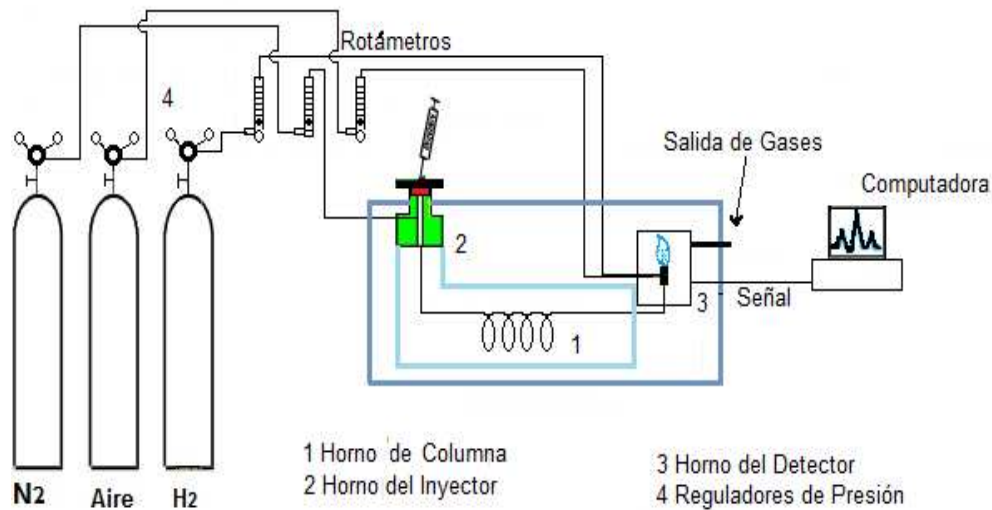 Rotámetros
4
Salida de Gases
Computadora
2
3
Señal
1
N2
Aire
H2
1 Horno de Columna
2 Horno del Inyector
3 Horno del Detector
4 Reguladores de Presión